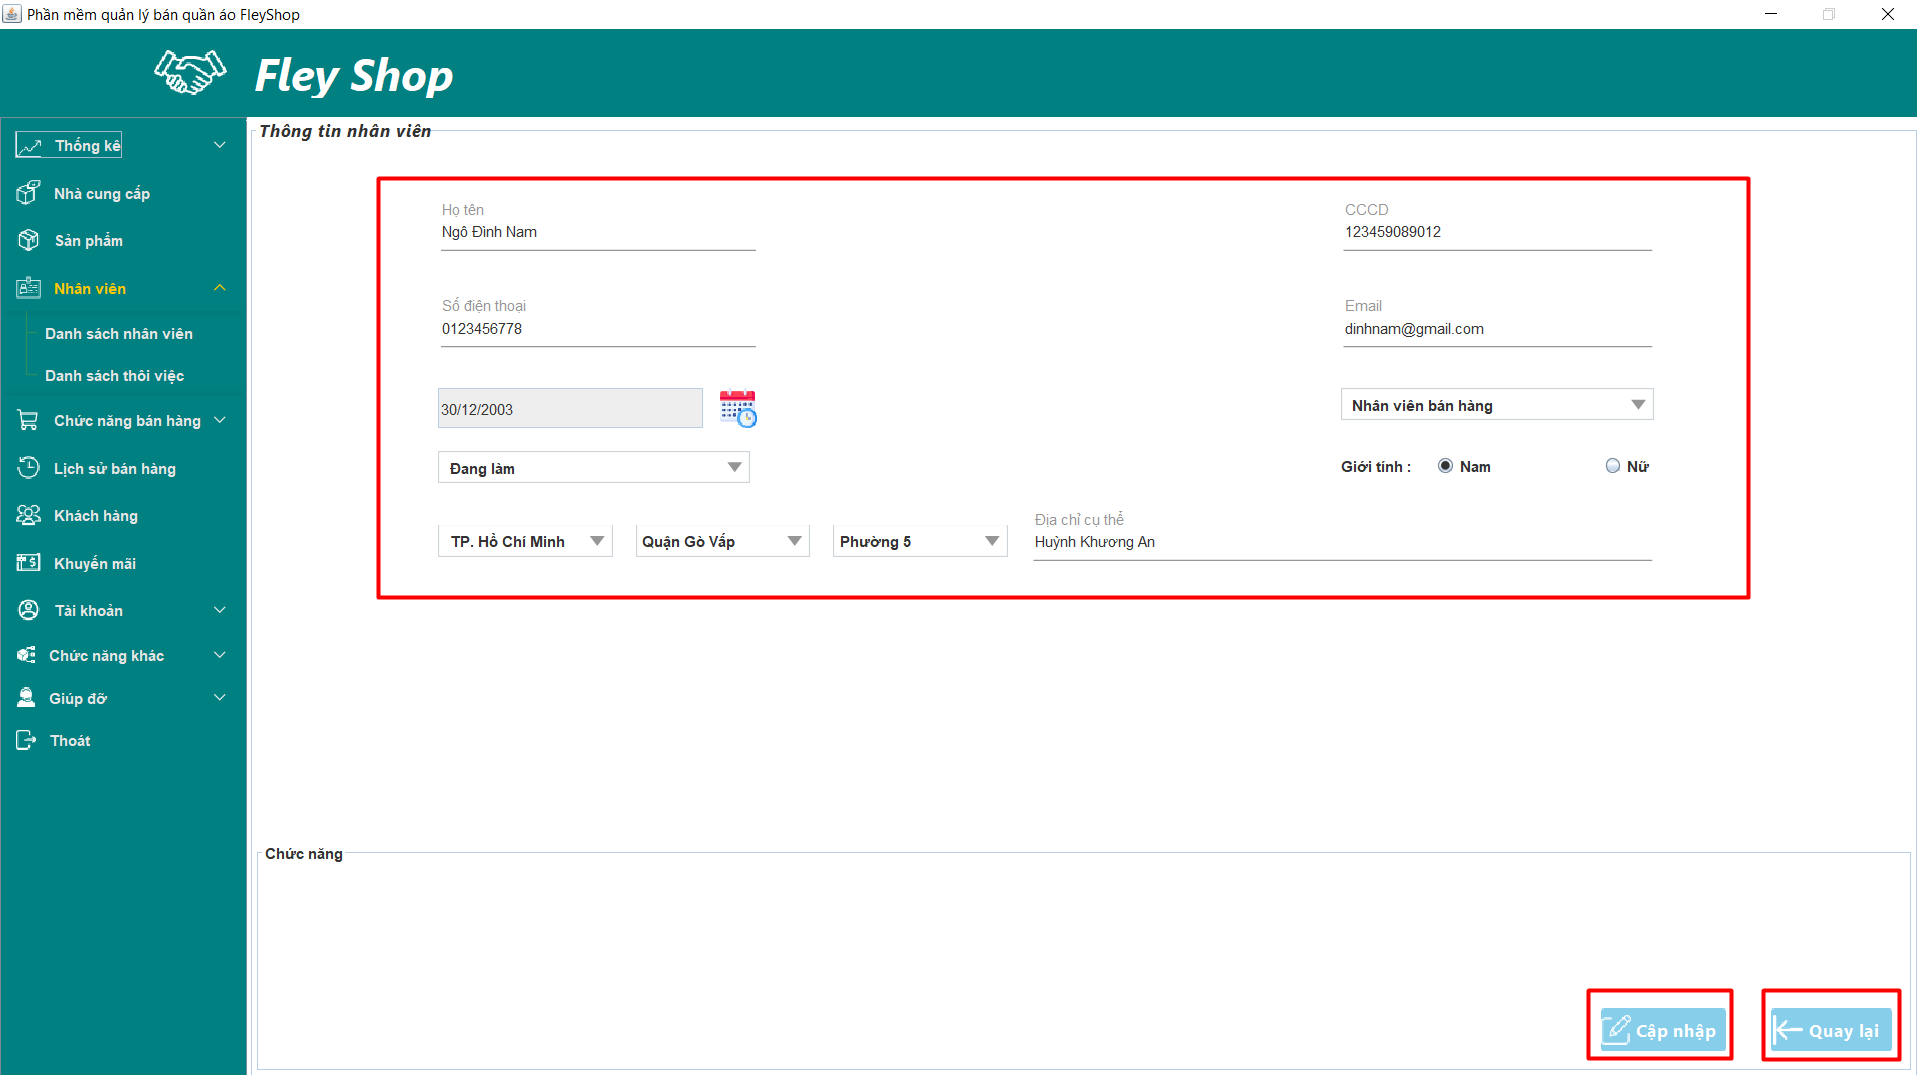 Phần mềm quản lý bán quần áo FleyShop
Fley Shop
Thống kê
Nhà cung cấp
Sản phẩm
Nhân viên
Danh sách nhân viên
Danh sách thôi việc
Chức năng bán hàng
Lịch sử bán hàng
Khách hàng
Khuyến mãi
Tài khoản
Chức năng khác
Giúp đỡ
Thoát
Thông tin nhân viên
Họ tên
Ngô Đình Nam
CCCD
123459089012
Số điện thoại
0123456778
Email
dinhnam@gmail.com
30/12/2003
Nhân viên bán hàng
Đang làm
Giới tính : Nam Nữ
TP. Hồ Chí Minh
Quận Gò Vấp
Phường 5
Địa chỉ cụ thể
Huỳnh Khương An
Chức năng
Cập nhập
Quay lại